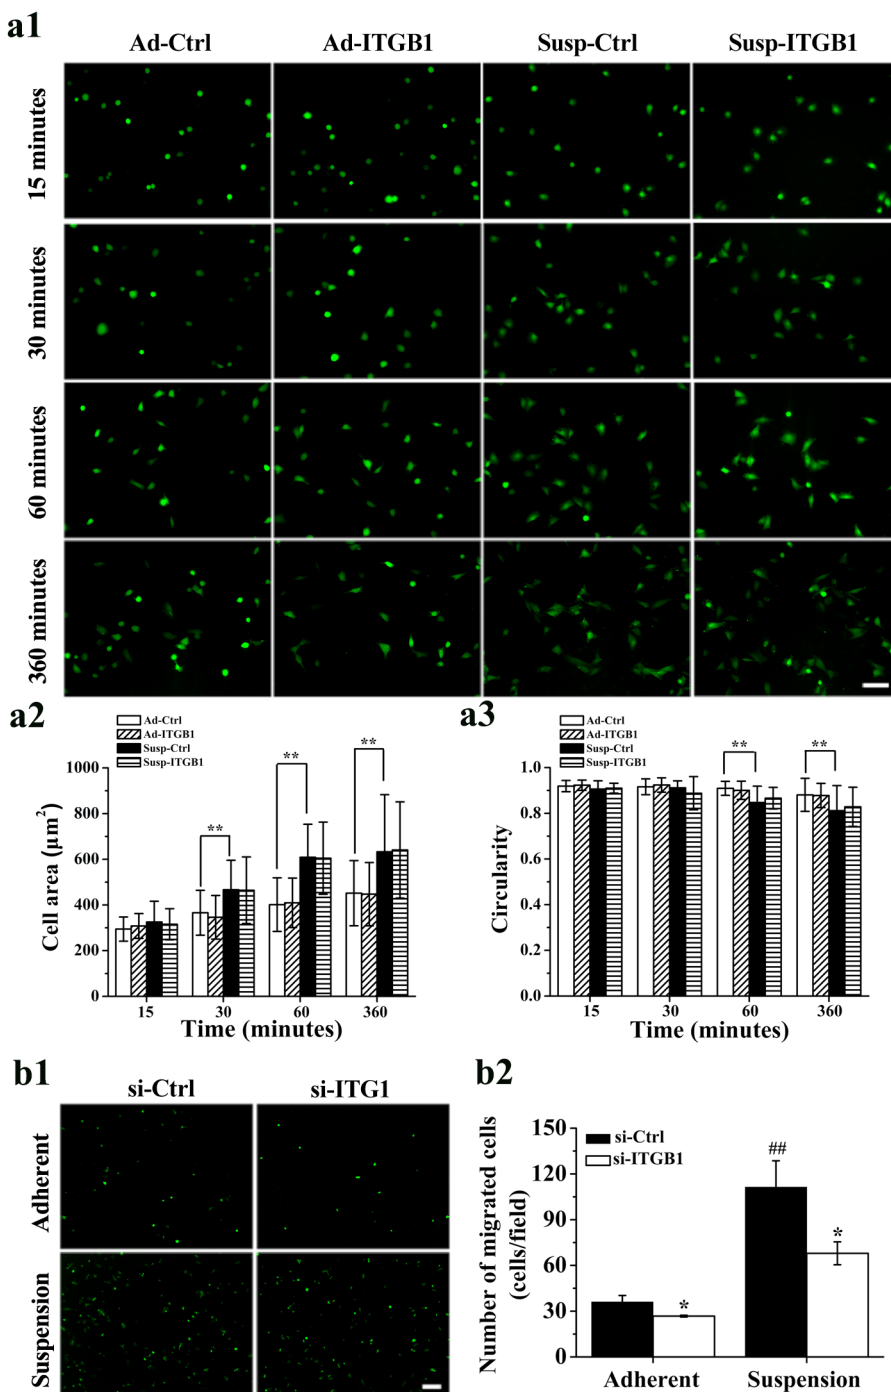 a1
Ad-Ctrl Ad-ITGB1 Susp-Ctrl Susp-ITGB1
15 minutes
30 minutes
60 minutes
360 minutes
a2
Ad-Ctrl
Ad-ITGB1
Susp-Ctrl
Susp-ITGB1
Cell area (μm²)
1000
800
600
400
200
0
**
**
**
15 30 60 360
Time (minutes)
a3
Ad-Ctrl
Ad-ITGB1
Susp-Ctrl
Susp-ITGB1
Circularity
1.0
0.8
0.6
0.4
0.2
0.0
**
**
15 30 60 360
Time (minutes)
b1
si-Ctrl si-ITG1
Adherent
Suspension
b2
si-Ctrl
si-ITGB1
Number of migrated cells
(cells/field)
150
120
90
60
30
0
*
##
*
Adherent Suspension